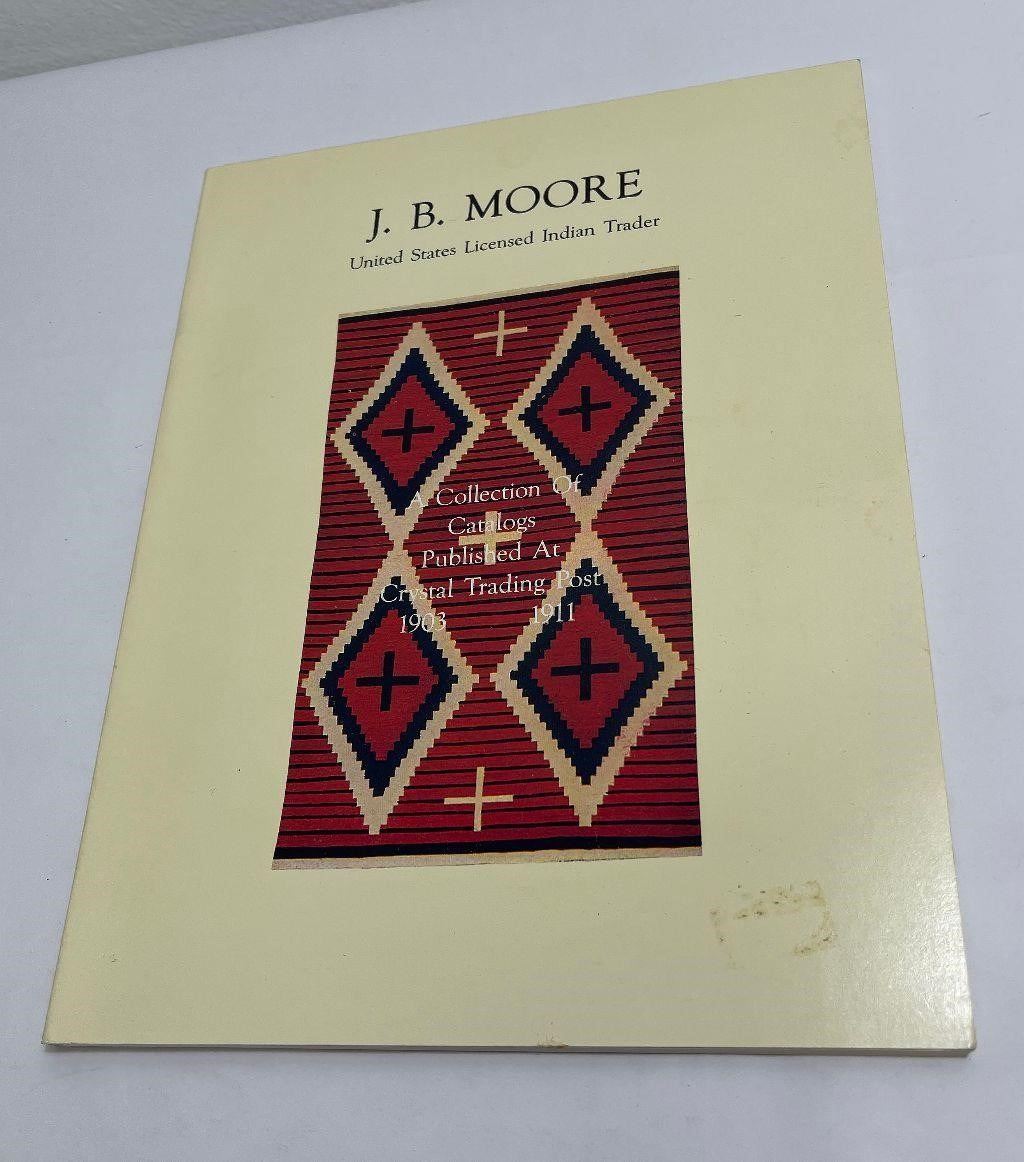 J. B. MOORE
United States Licensed Indian Trader
A Collection Of
Catalogs
Published At
Crystal Trading Post
1903 1911